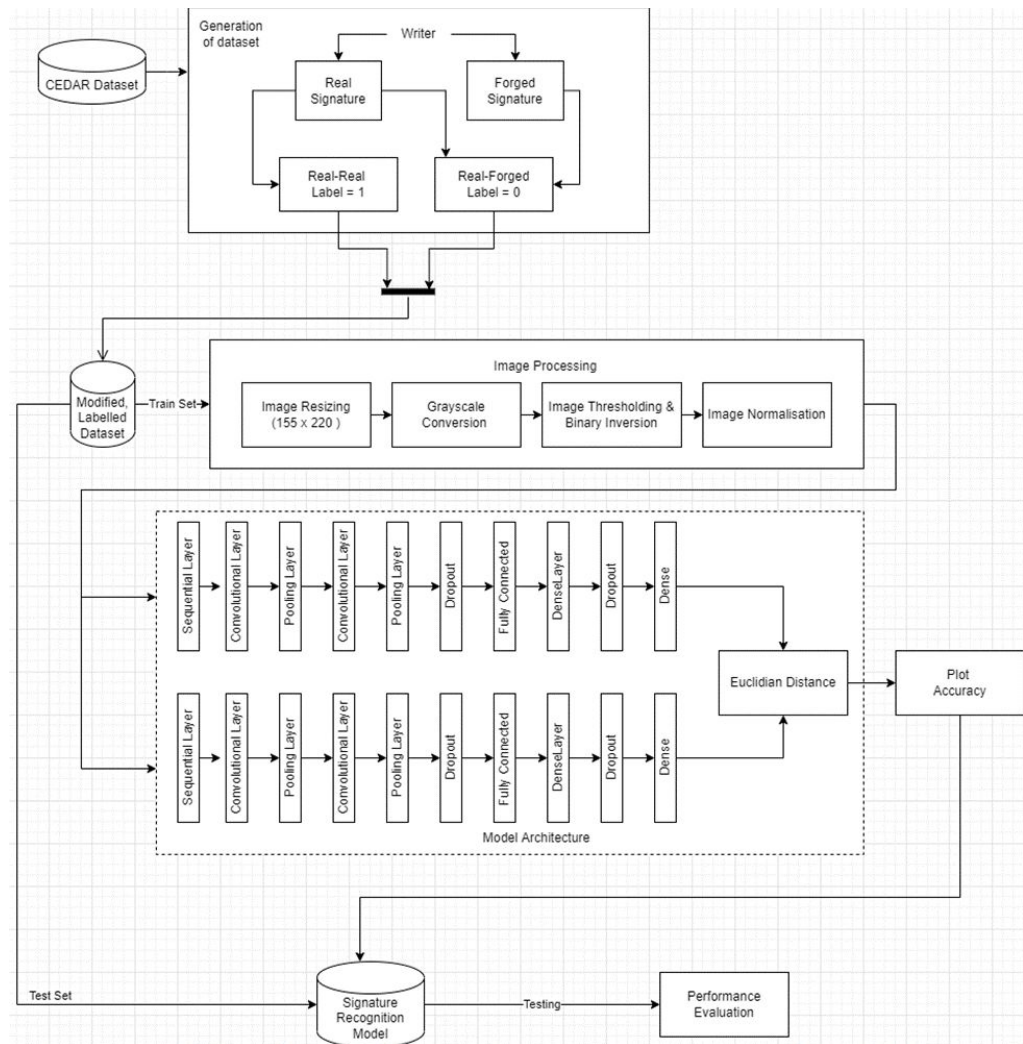 Generation
of dataset
Writer
CEDAR Dataset
Real
Signature
Forged
Signature
Real-Real
Label = 1
Real-Forged
Label = 0
Image Processing
Modified,
Labelled
Dataset
Train Set
Image Resizing
(155 x 220 )
Grayscale
Conversion
Image Thresholding &
Binary Inversion
Image Normalisation
Sequential Layer
Convolutional Layer
Pooling Layer
Convolutional Layer
Pooling Layer
Dropout
Fully Connected
DenseLayer
Dropout
Dense
Euclidian Distance
Plot
Accuracy
Sequential Layer
Convolutional Layer
Pooling Layer
Convolutional Layer
Pooling Layer
Dropout
Fully Connected
DenseLayer
Dropout
Dense
Model Architecture
Test Set
Signature
Recognition
Model
Testing
Performance
Evaluation